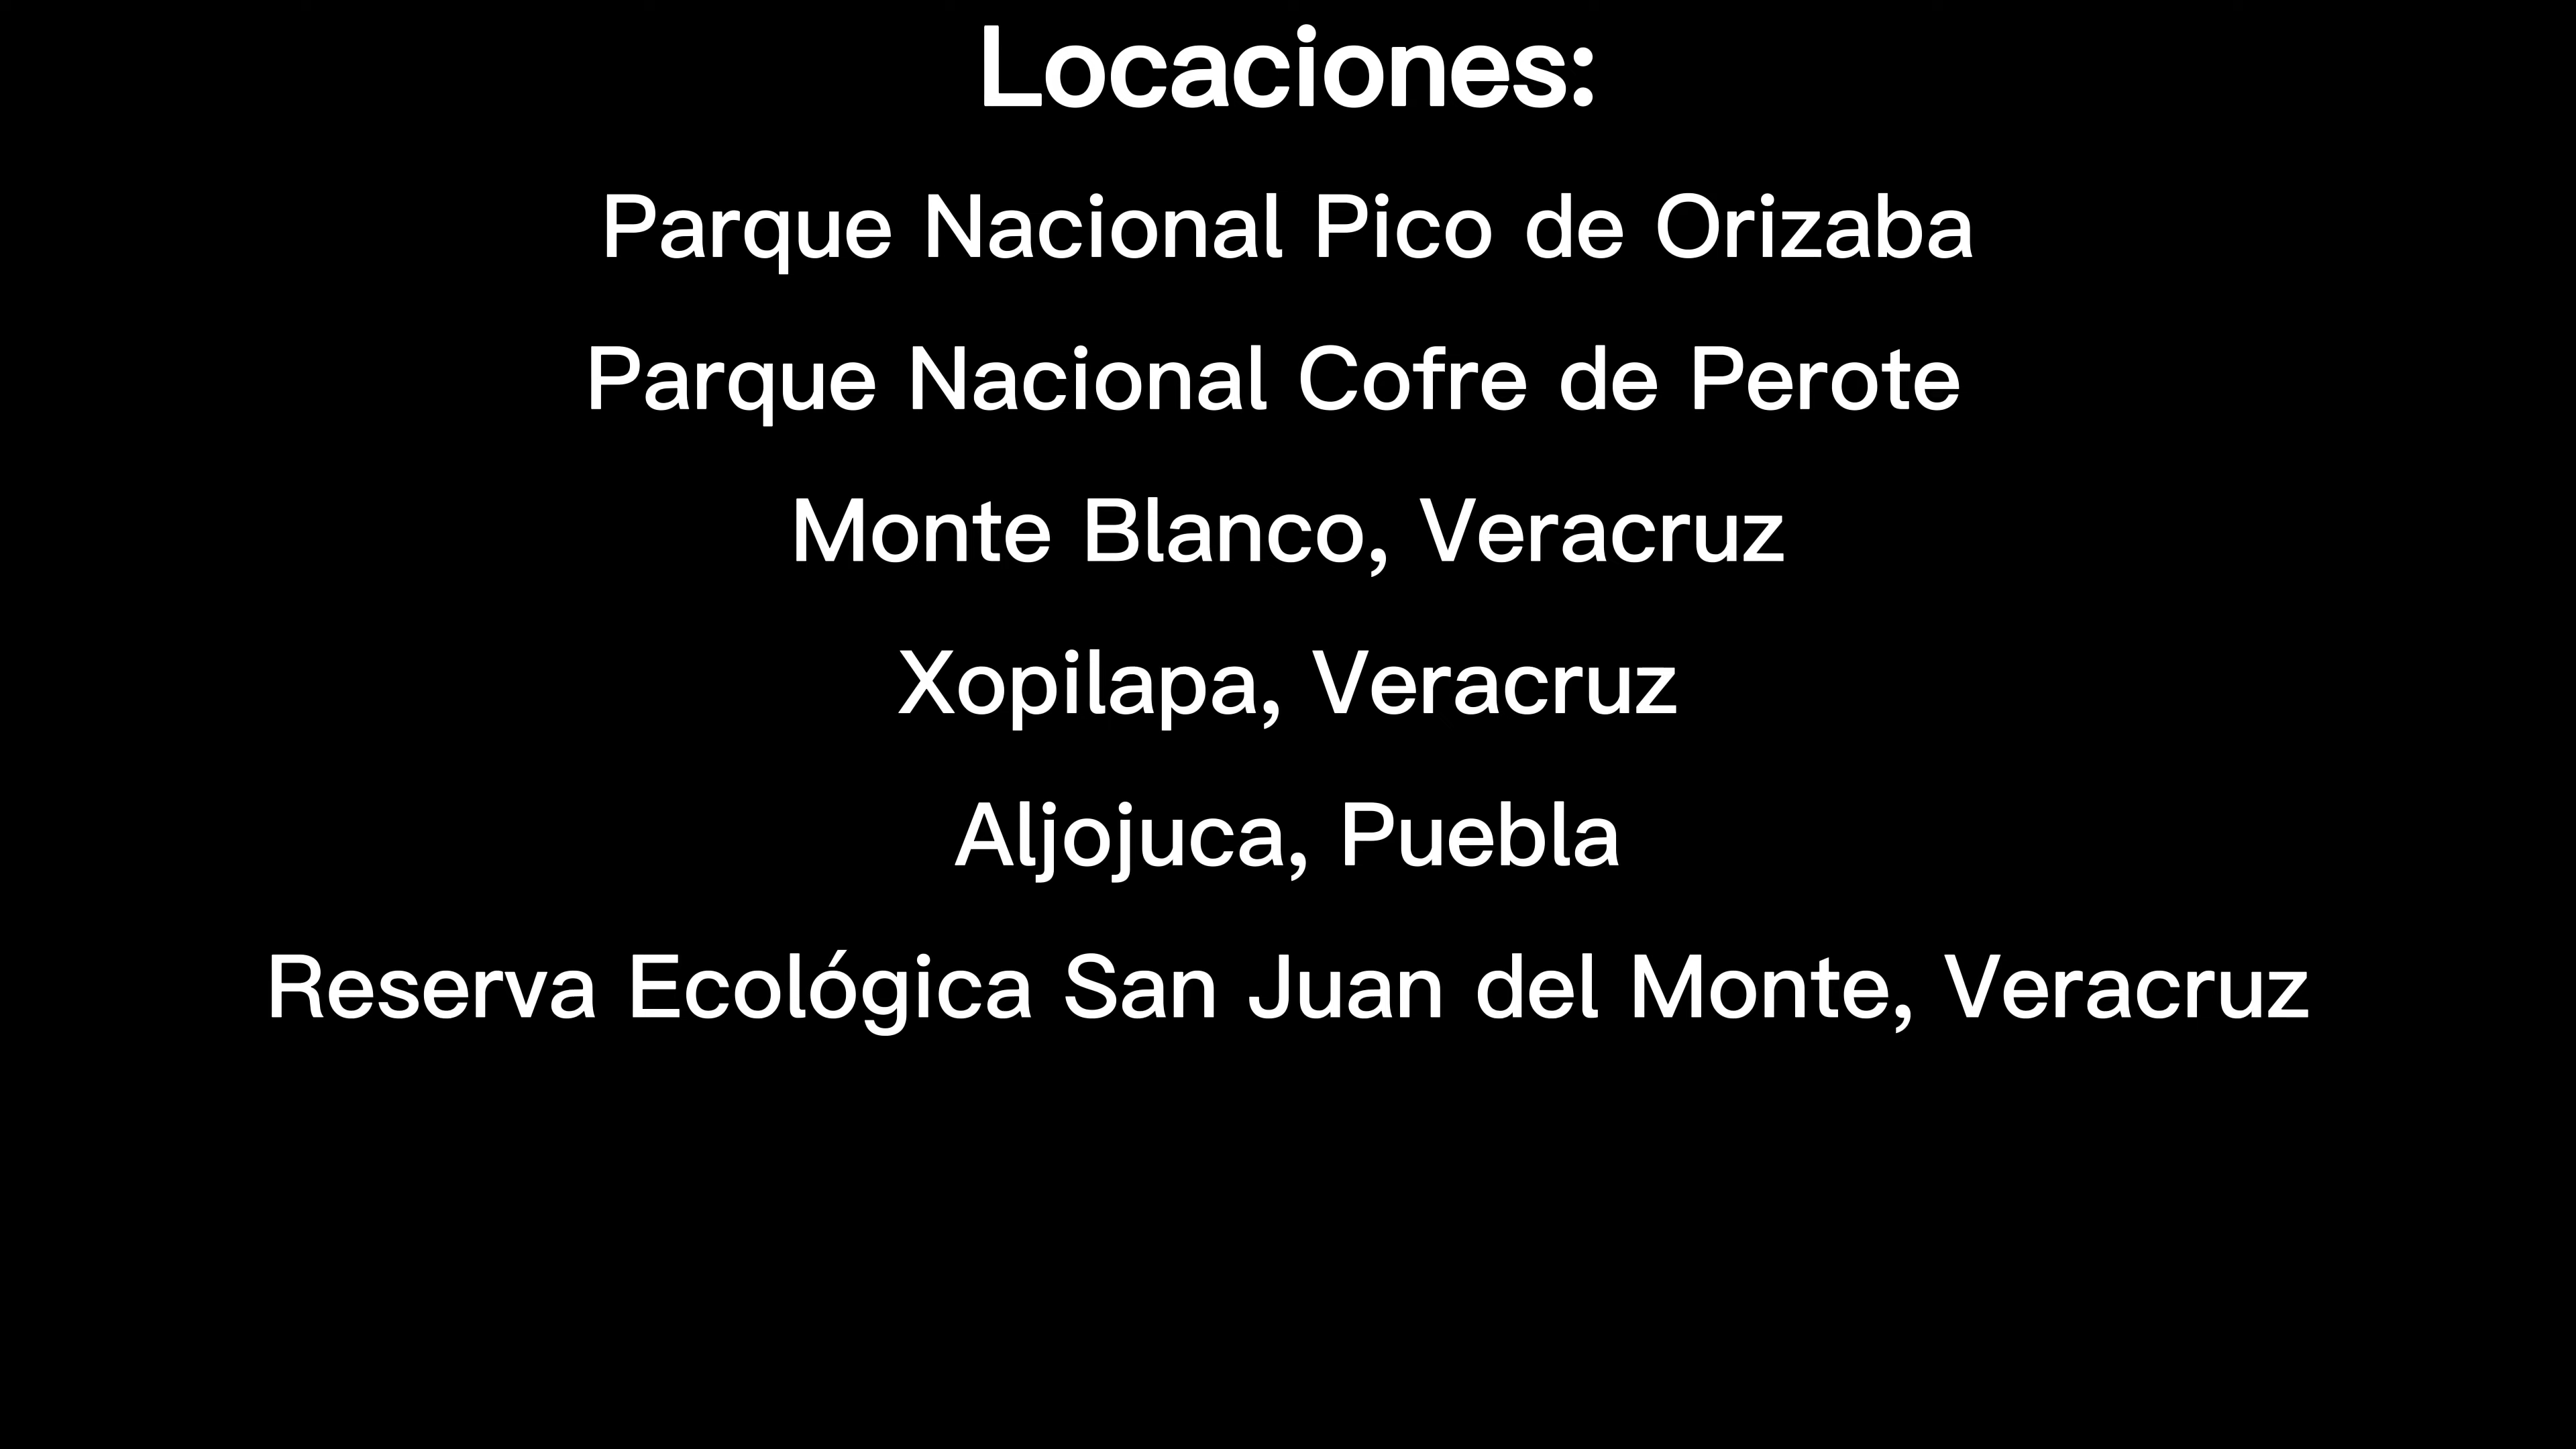 Locaciones:
Parque Nacional Pico de Orizaba
Parque Nacional Cofre de Perote
Monte Blanco, Veracruz
Xopilapa, Veracruz
Aljojuca, Puebla
Reserva Ecológica San Juan del Monte, Veracruz